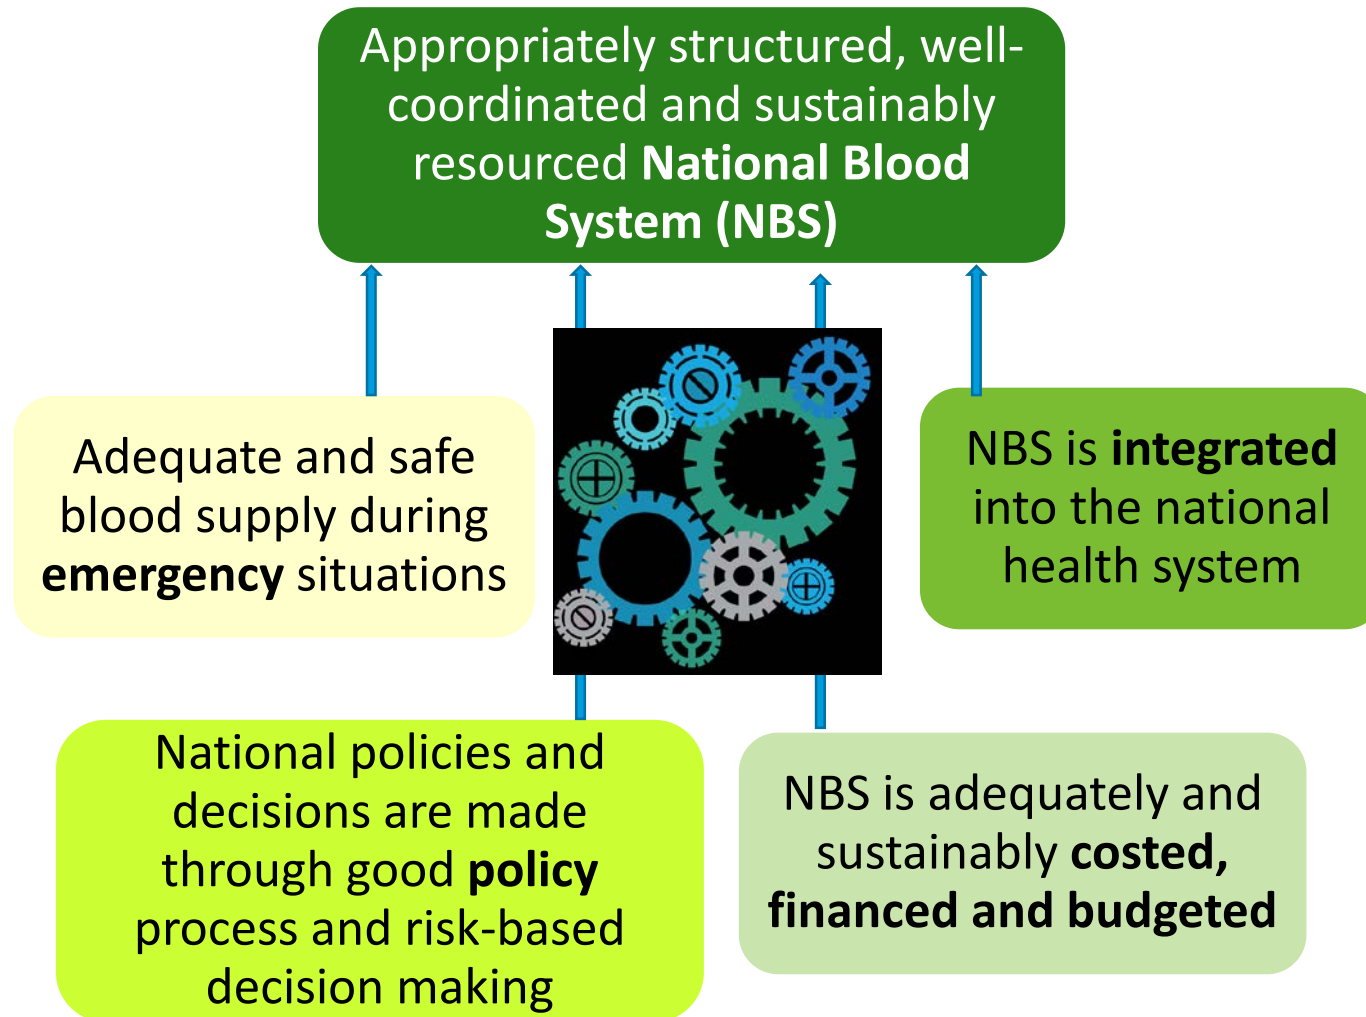 Appropriately structured, well-
coordinated and sustainably
resourced National Blood
System (NBS)
Adequate and safe
blood supply during
emergency situations
NBS is integrated
into the national
health system
National policies and
decisions are made
through good policy
process and risk-based
decision making
NBS is adequately and
sustainably costed,
financed and budgeted